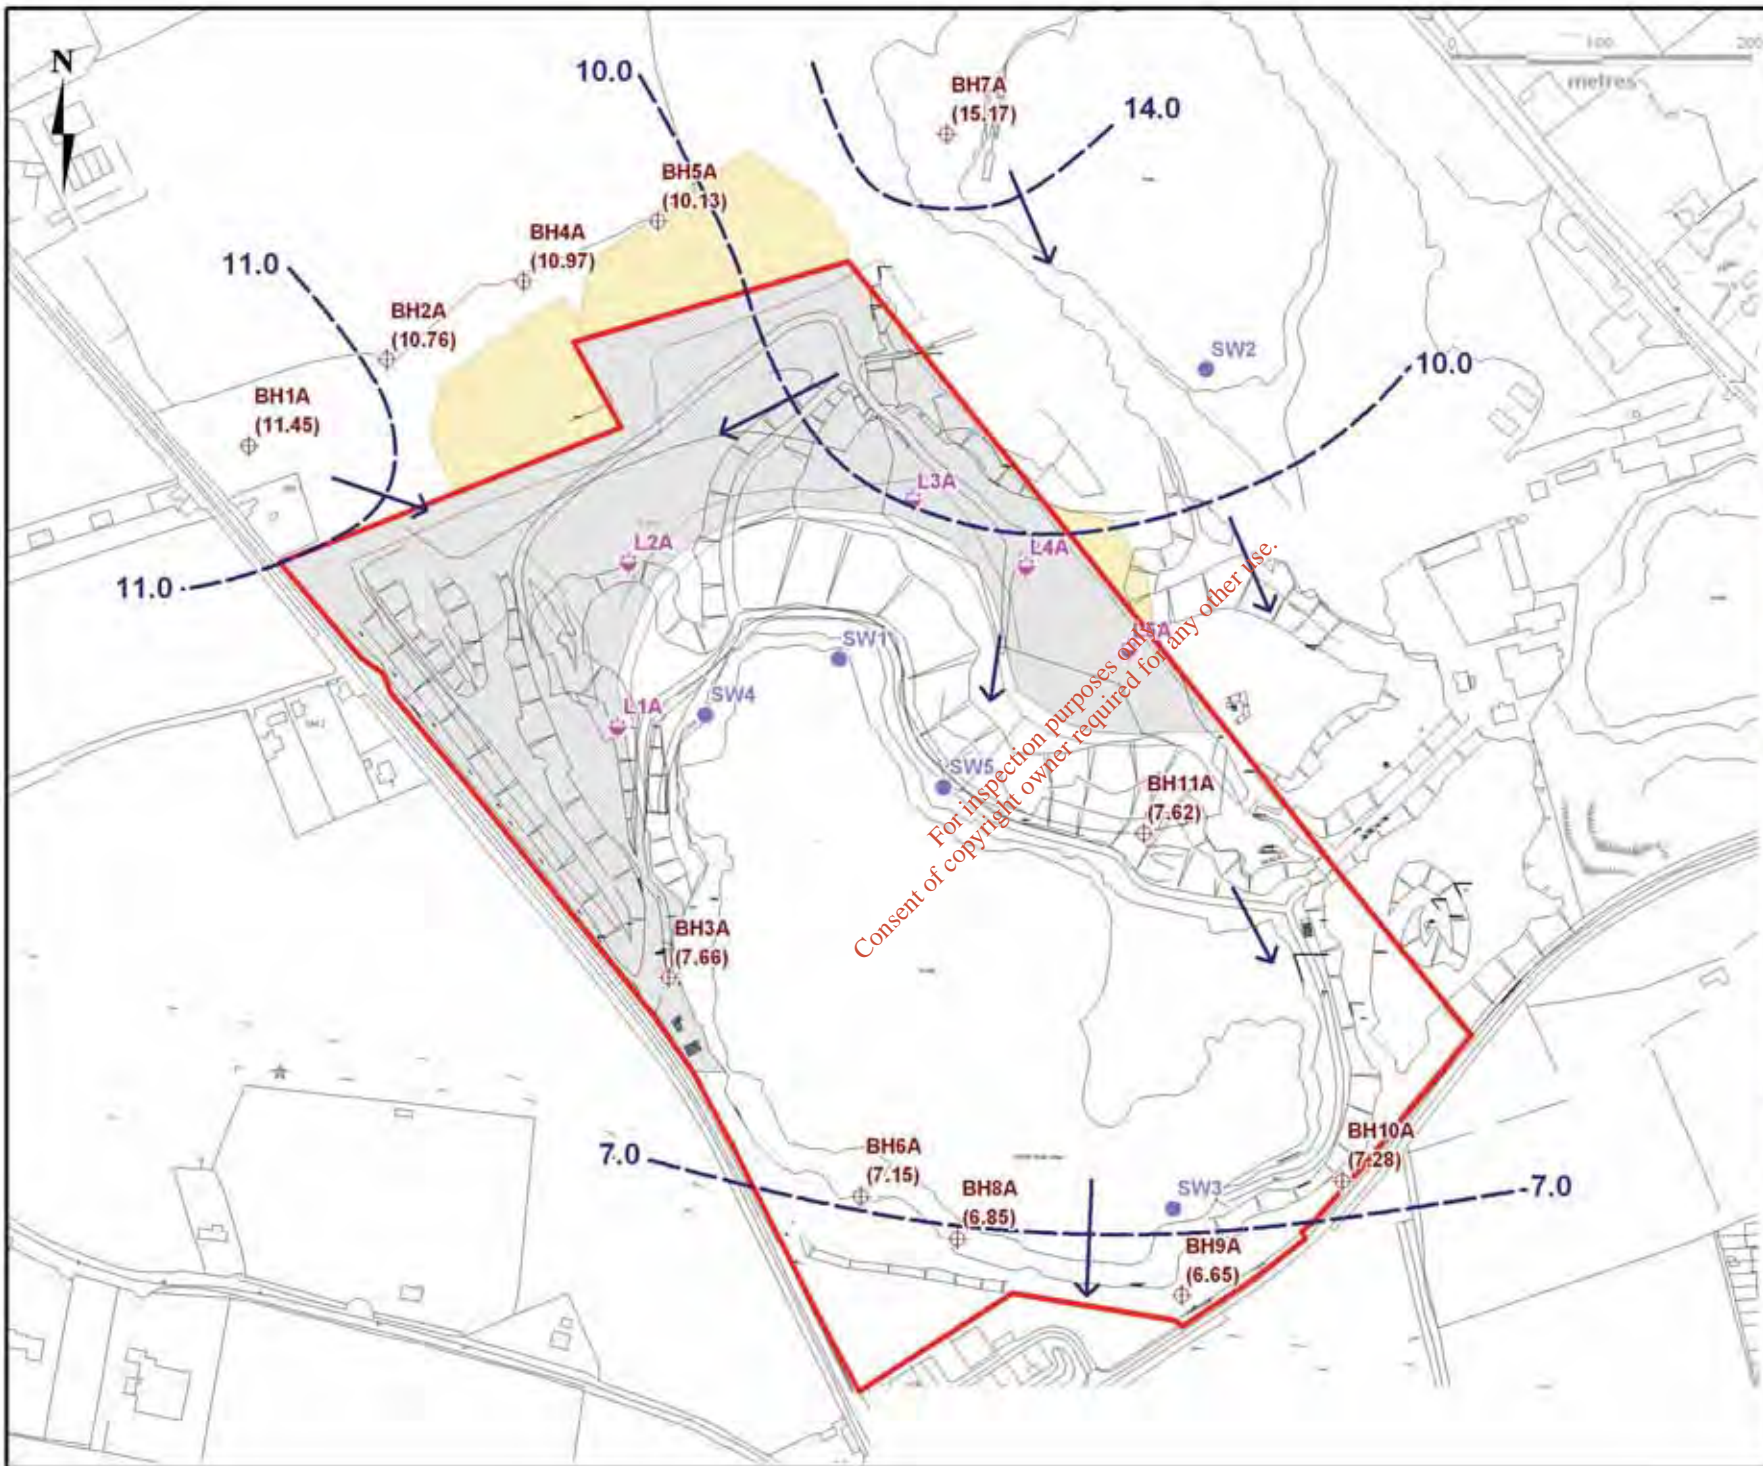 N
0 100 200
metres
10.0
BH7A
(15.17)
14.0
BH5A
(10.13)
BH4A
(10.97)
11.0
BH2A
(10.76)
SW2
10.0
BH1A
(11.45)
L3A
L2A
L4A
11.0
L5A
SW1
SW4
L1A
SW5
BH11A
(7.62)
For inspection purposes only.
Consent of copyright owner required for any other use.
BH3A
(7.66)
7.0
BH6A
(7.15)
BH10A
(7.28)
BH8A
(6.85)
SW3
7.0
BH9A
(6.65)